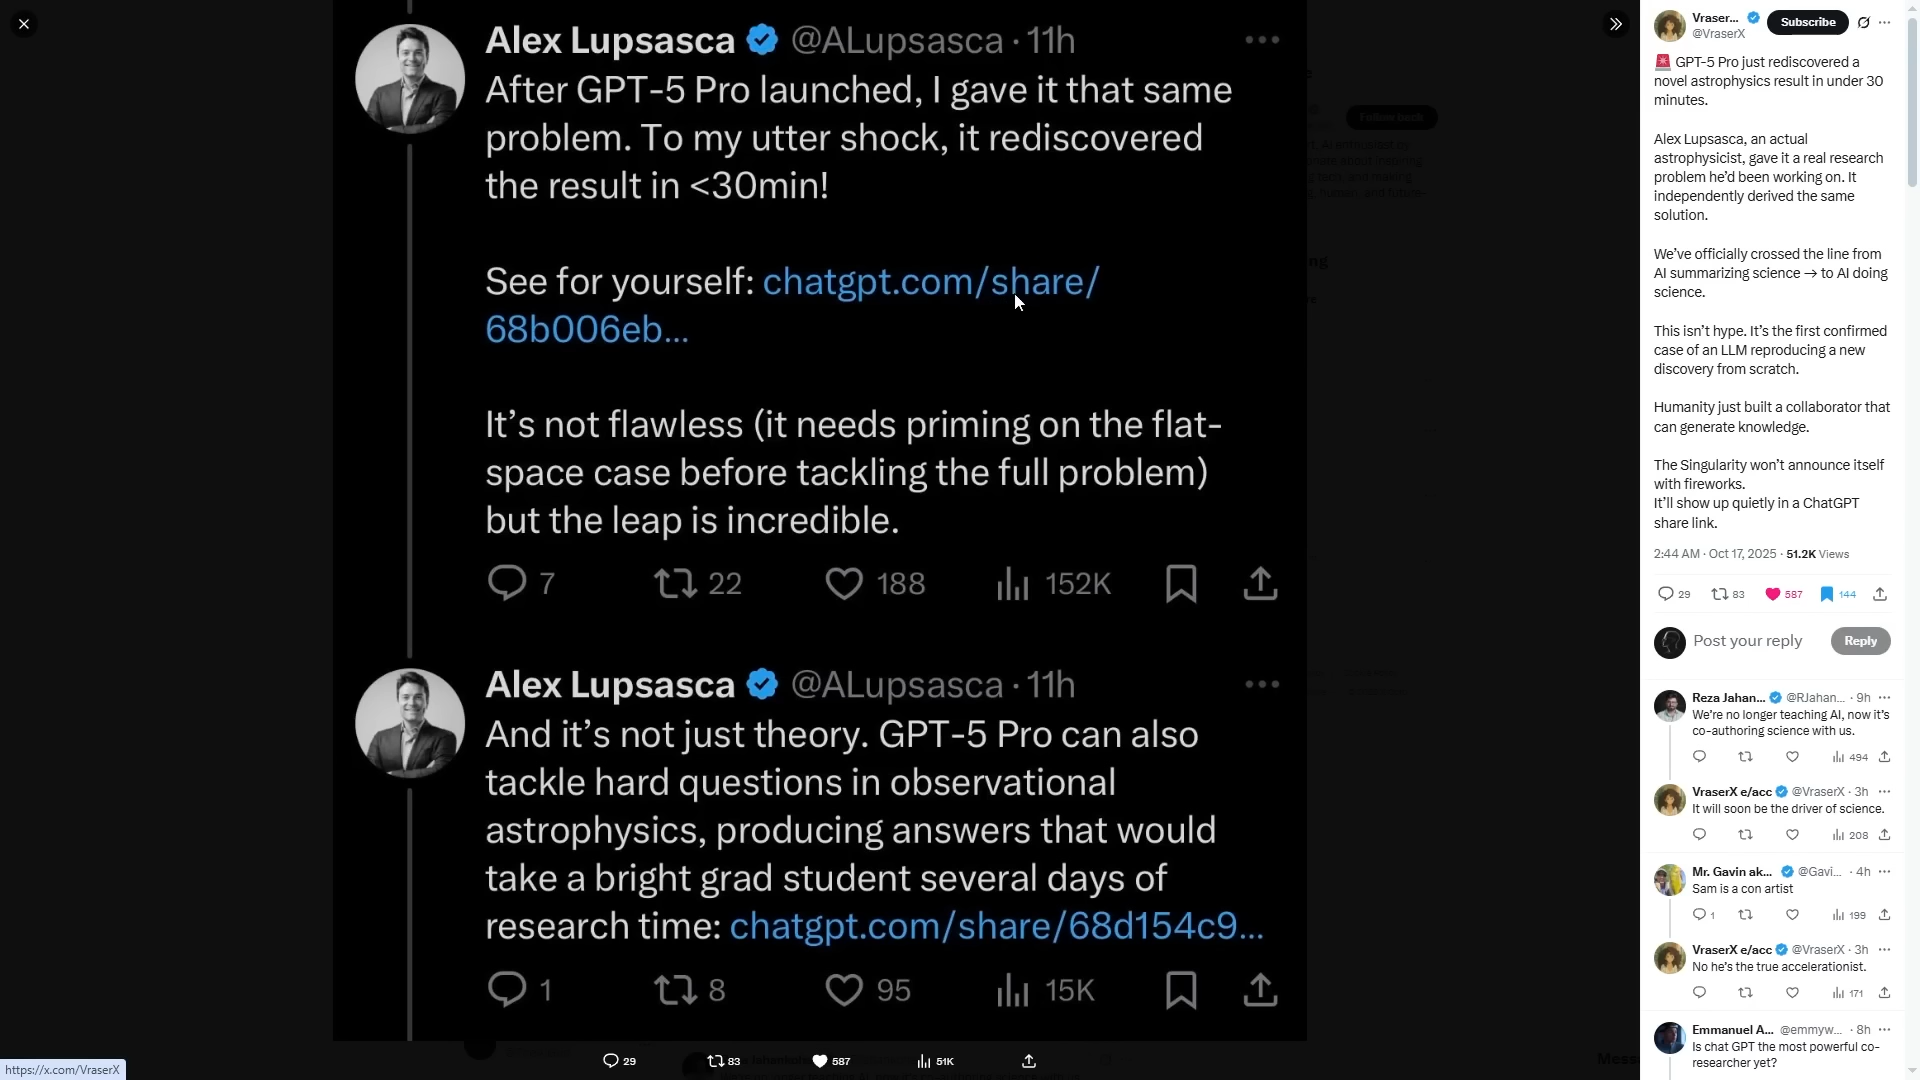 Alex Lupsasca @ALupsasca · 11h
After GPT-5 Pro launched, I gave it that same
problem. To my utter shock, it rediscovered
the result in <30min!
See for yourself: chatgpt.com/share/
68b006eb...
It's not flawless (it needs priming on the flat-
space case before tackling the full problem)
but the leap is incredible.
7 22 188 152K
Alex Lupsasca @ALupsasca · 11h
And it's not just theory. GPT-5 Pro can also
tackle hard questions in observational
astrophysics, producing answers that would
take a bright grad student several days of
research time: chatgpt.com/share/68d154c9...
1 8 95 15K
29 83 587 51K
https://x.com/VraserX
Follow back
Vraser...
@VraserX
Subscribe
🚨 GPT-5 Pro just rediscovered a
novel astrophysics result in under 30
minutes.
Alex Lupsasca, an actual
astrophysicist, gave it a real research
problem he'd been working on. It
independently derived the same
solution.
We've officially crossed the line from
AI summarizing science → to AI doing
science.
This isn't hype. It's the first confirmed
case of an LLM reproducing a new
discovery from scratch.
Humanity just built a collaborator that
can generate knowledge.
The Singularity won't announce itself
with fireworks.
It'll show up quietly in a ChatGPT
share link.
2:44 AM · Oct 17, 2025 · 51.2K Views
29 83 587 144
Post your reply
Reply
Reza Jahan... @RJahan... · 9h
We're no longer teaching AI, now it's
co-authoring science with us.
494
VraserX e/acc @VraserX · 3h
It will soon be the driver of science.
208
Mr. Gavin ak... @Gavi... · 4h
Sam is a con artist
1 199
VraserX e/acc @VraserX · 3h
No he's the true accelerationist.
171
Emmanuel A... @emmyw... · 8h
Is chat GPT the most powerful co-
researcher yet?